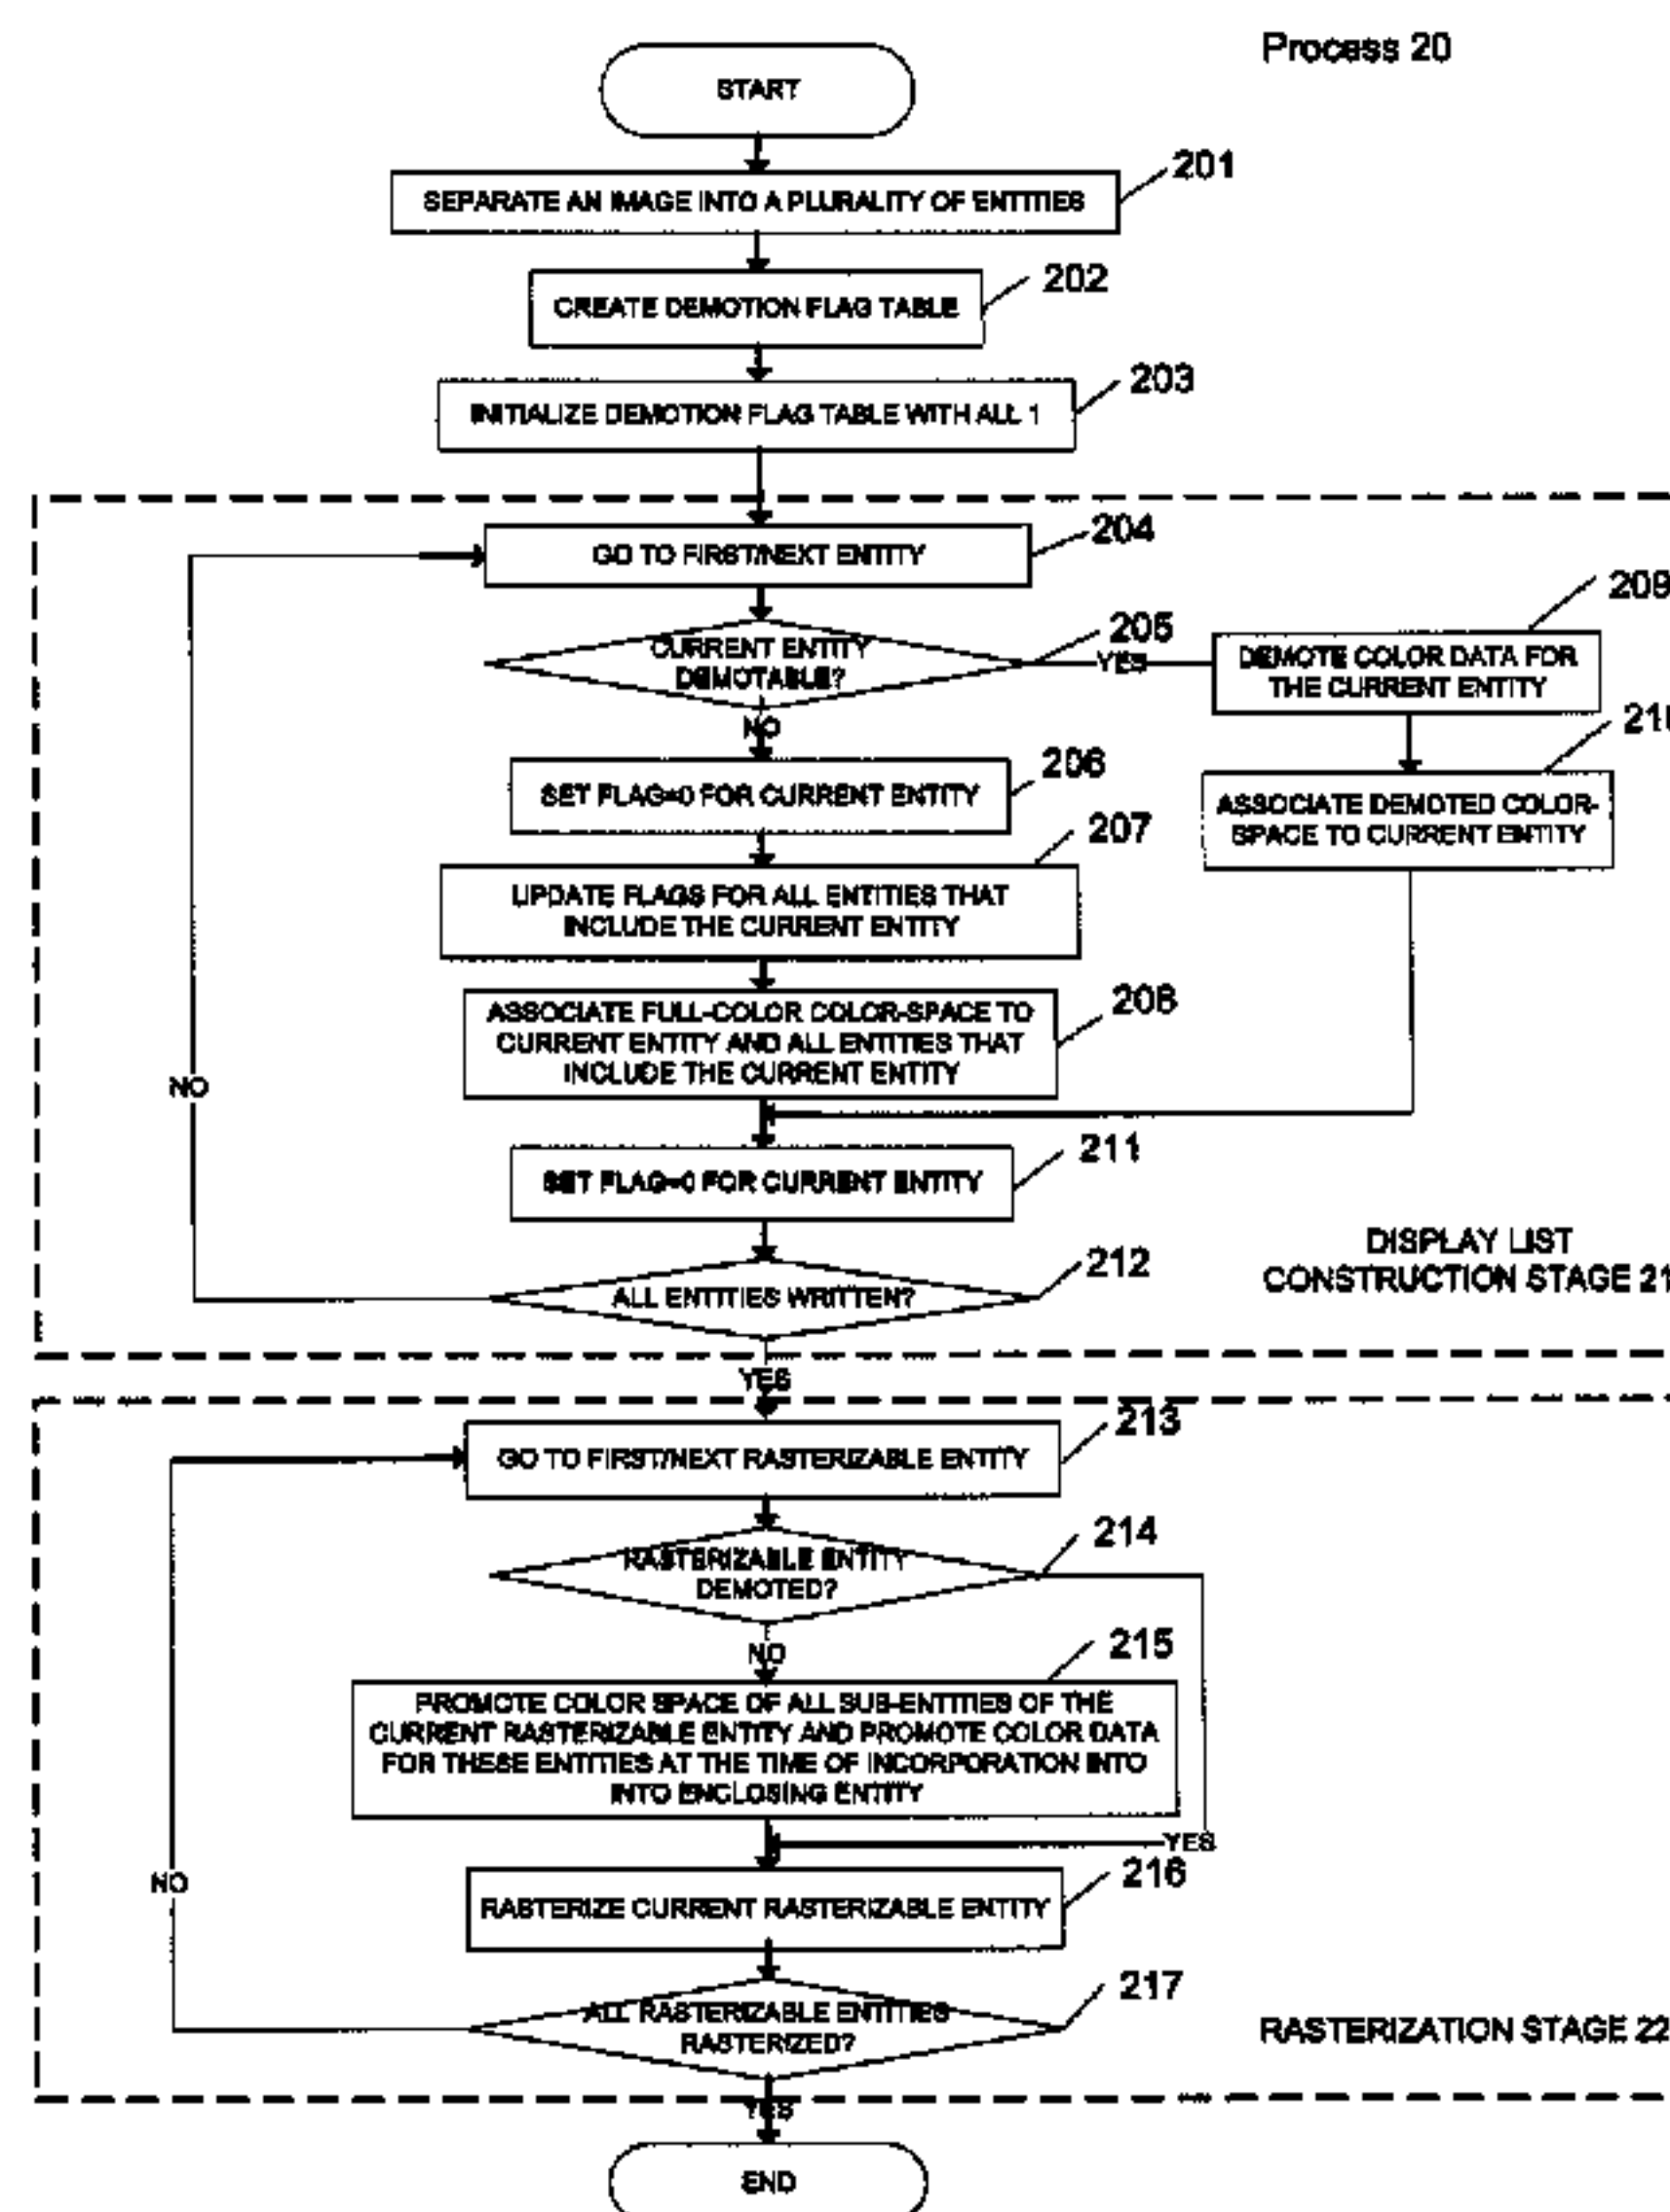 Process 20
START
201
SEPARATE AN IMAGE INTO A PLURALITY OF ENTITIES
202
CREATE DEMOTION FLAG TABLE
203
INITIALIZE DEMOTION FLAG TABLE WITH ALL 1
204
GO TO FIRST/NEXT ENTITY
205
CURRENT ENTITY
DEMOTABLE?
YES
209
DEMOTE COLOR DATA FOR
THE CURRENT ENTITY
NO
206
SET FLAG=0 FOR CURRENT ENTITY
210
ASSOCIATE DEMOTED COLOR-
SPACE TO CURRENT ENTITY
207
UPDATE FLAGS FOR ALL ENTITIES THAT
INCLUDE THE CURRENT ENTITY
208
ASSOCIATE FULL-COLOR COLOR-SPACE TO
CURRENT ENTITY AND ALL ENTITIES THAT
INCLUDE THE CURRENT ENTITY
NO
211
SET FLAG=0 FOR CURRENT ENTITY
212
ALL ENTITIES WRITTEN?
DISPLAY LIST
CONSTRUCTION STAGE 21
YES
213
GO TO FIRST/NEXT RASTERIZABLE ENTITY
214
RASTERIZABLE ENTITY
DEMOTED?
NO
215
PROMOTE COLOR SPACE OF ALL SUB-ENTITIES OF THE
CURRENT RASTERIZABLE ENTITY AND PROMOTE COLOR DATA
FOR THESE ENTITIES AT THE TIME OF INCORPORATION INTO
INTO ENCLOSING ENTITY
YES
216
NO
RASTERIZE CURRENT RASTERIZABLE ENTITY
217
ALL RASTERIZABLE ENTITIES
RASTERIZED?
RASTERIZATION STAGE 22
YES
END